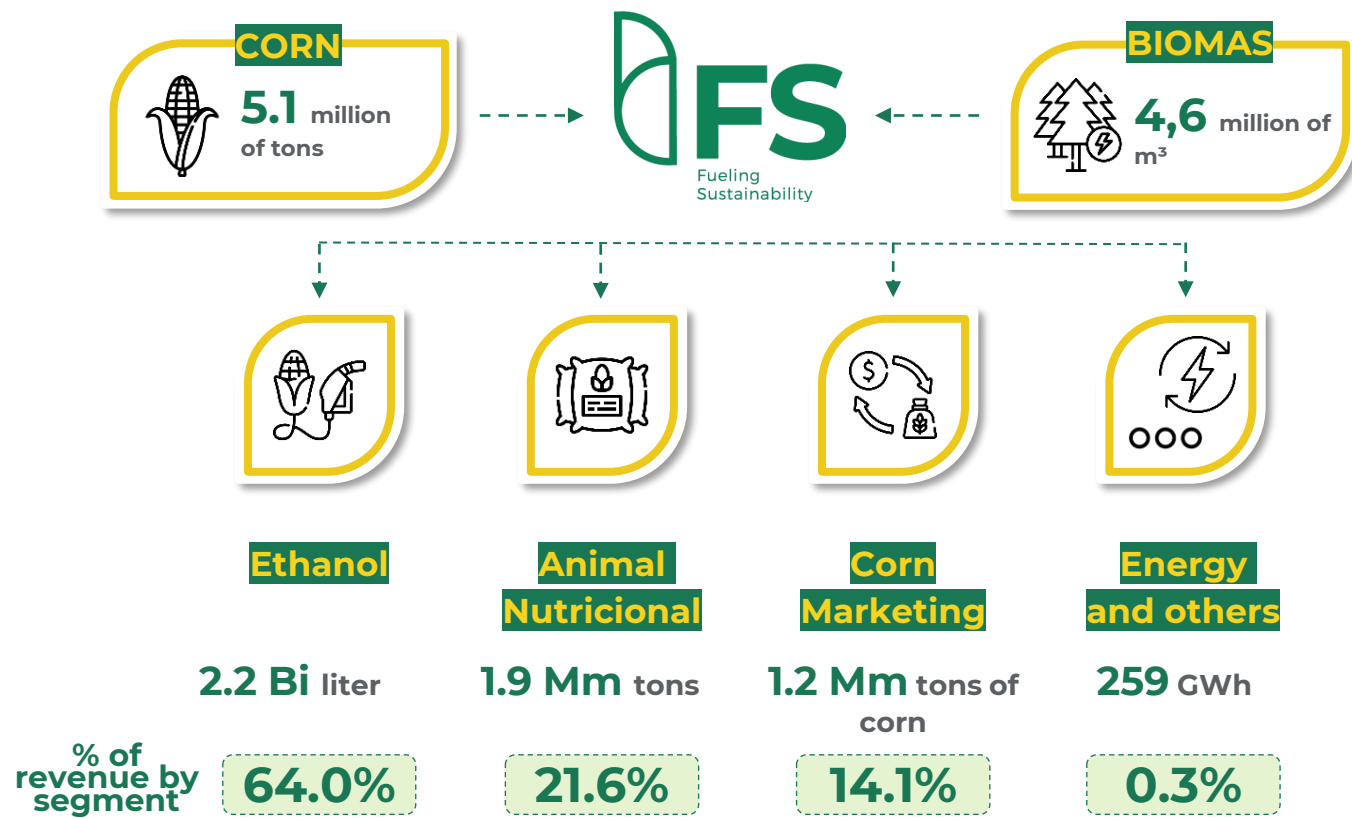 CORN
5.1 million
of tons
FS
Fueling
Sustainability
BIOMAS
4,6 million of
m³
$
Ethanol
Animal
Nutricional
Corn
Marketing
Energy
and others
2.2 Bi liter
1.9 Mm tons
1.2 Mm tons of
corn
259 GWh
% of
revenue by
segment
64.0%
21.6%
14.1%
0.3%